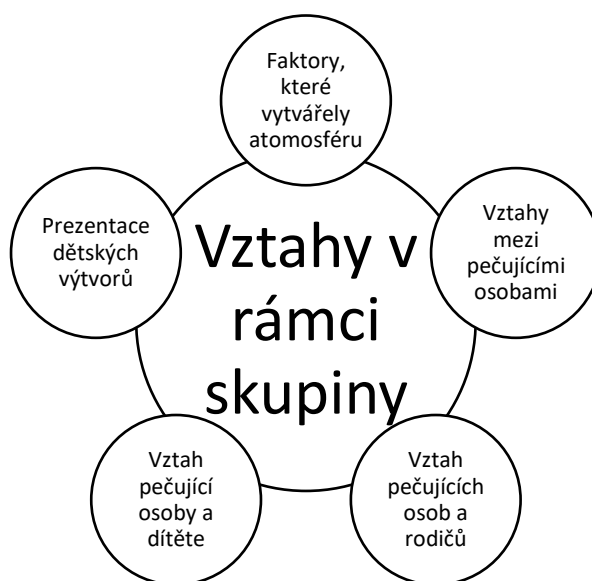 Faktory,
které
vytvářely
atomosféru
Prezentace
dětských
výtvorů
Vztahy v
rámci
skupiny
Vztahy
mezi
pečujícími
osobami
Vztah
pečující
osoby a
dítěte
Vztah
pečujících
osob a
rodičů